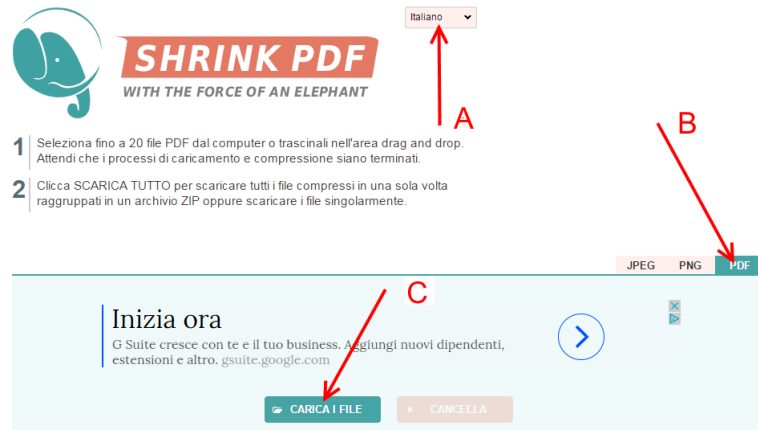 Italiano
SHRINK PDF
WITH THE FORCE OF AN ELEPHANT
A
B
1 Seleziona fino a 20 file PDF dal computer o trascinali nell'area drag and drop.
Attendi che i processi di caricamento e compressione siano terminati.
2 Clicca SCARICA TUTTO per scaricare tutti i file compressi in una sola volta
raggruppati in un archivio ZIP oppure scaricare i file singolarmente.
JPEG PNG PDF
C
Inizia ora
G Suite cresce con te e il tuo business. Aggiungi nuovi dipendenti,
estensioni e altro. gsuite.google.com
CARICA I FILE
CANCELLA